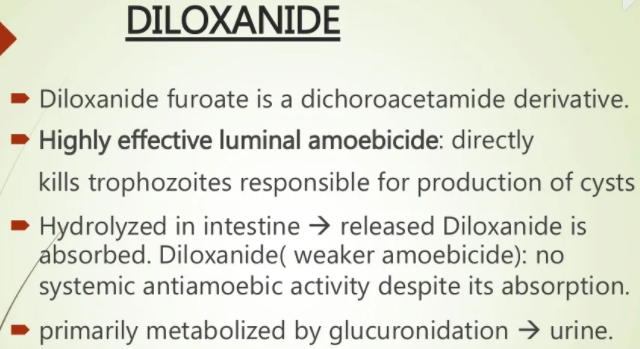 DILOXANIDE
Diloxanide furoate is a dichoroacetamide derivative.
Highly effective luminal amoebicide: directly
kills trophozoites responsible for production of cysts
Hydrolyzed in intestine → released Diloxanide is
absorbed. Diloxanide( weaker amoebicide): no
systemic antiamoebic activity despite its absorption.
primarily metabolized by glucuronidation → urine.